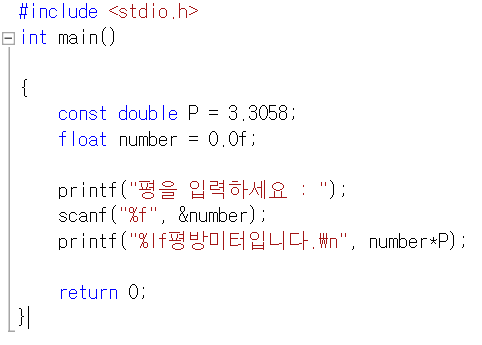 #include <stdio.h>
int main()
{
const double P = 3.3058;
float number = 0.0f;
printf("평을 입력하세요 : ");
scanf("%f", &number);
printf("%lf평방미터입니다.₩n", number*P);
return 0;
}